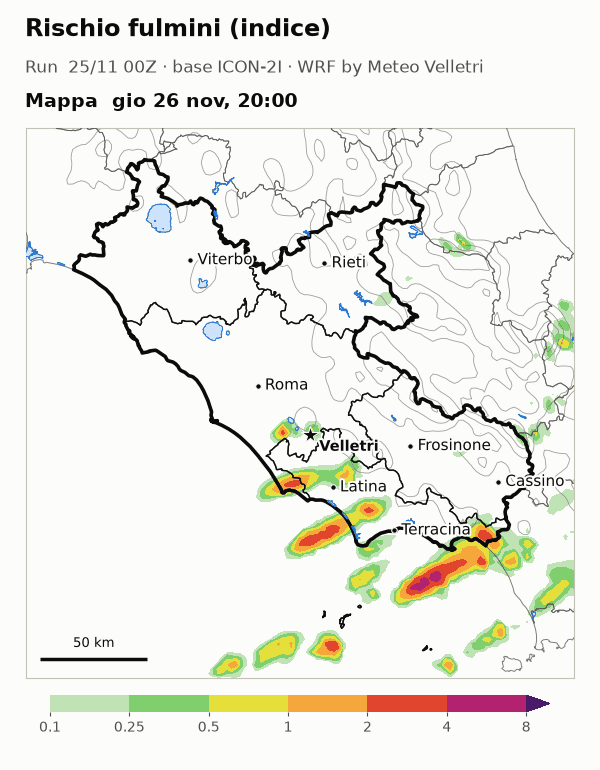 Rischio fulmini (indice)
Run  25/11 00Z · base ICON-2I · WRF by Meteo Velletri
Mappa  gio 26 nov, 20:00
Viterbo
Rieti
Roma
Velletri
Frosinone
Cassino
Latina
Terracina
50 km
0.1 0.25 0.5 1 2 4 8